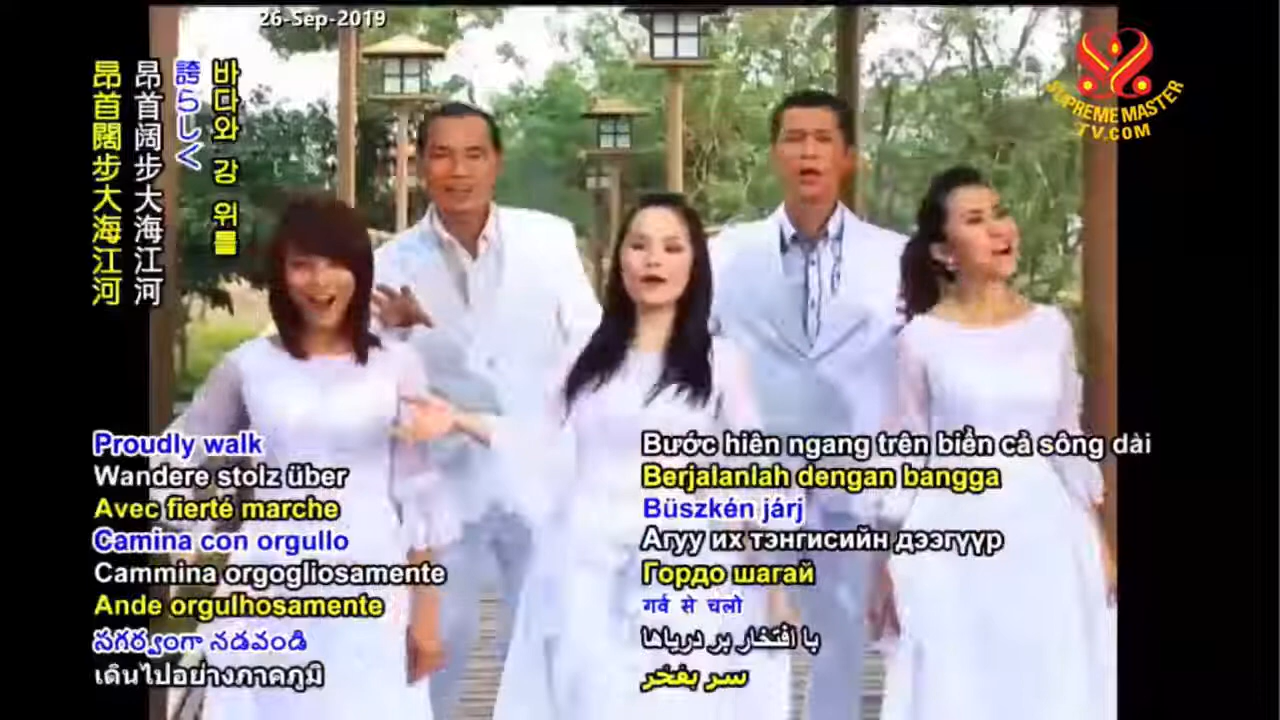 26-Sep-2019
SUPREME MASTER
TV.COM
바다와 강 위를
誇らしく
昂首阔步大海江河
昂首闊步大海江河
Proudly walk
Wandere stolz über
Avec fierté marche
Camina con orgullo
Cammina orgogliosamente
Ande orgulhosamente
సగర్వంగా నడవండి
เดินไปอย่างภาคภูมิ
Bước hiên ngang trên biển cả sông dài
Berjalanlah dengan bangga
Büszkén járj
Агуу их тэнгисийн дээгүүр
Гордо шагай
गर्व से चलो
با افتخار بر درياها
سر بفخر